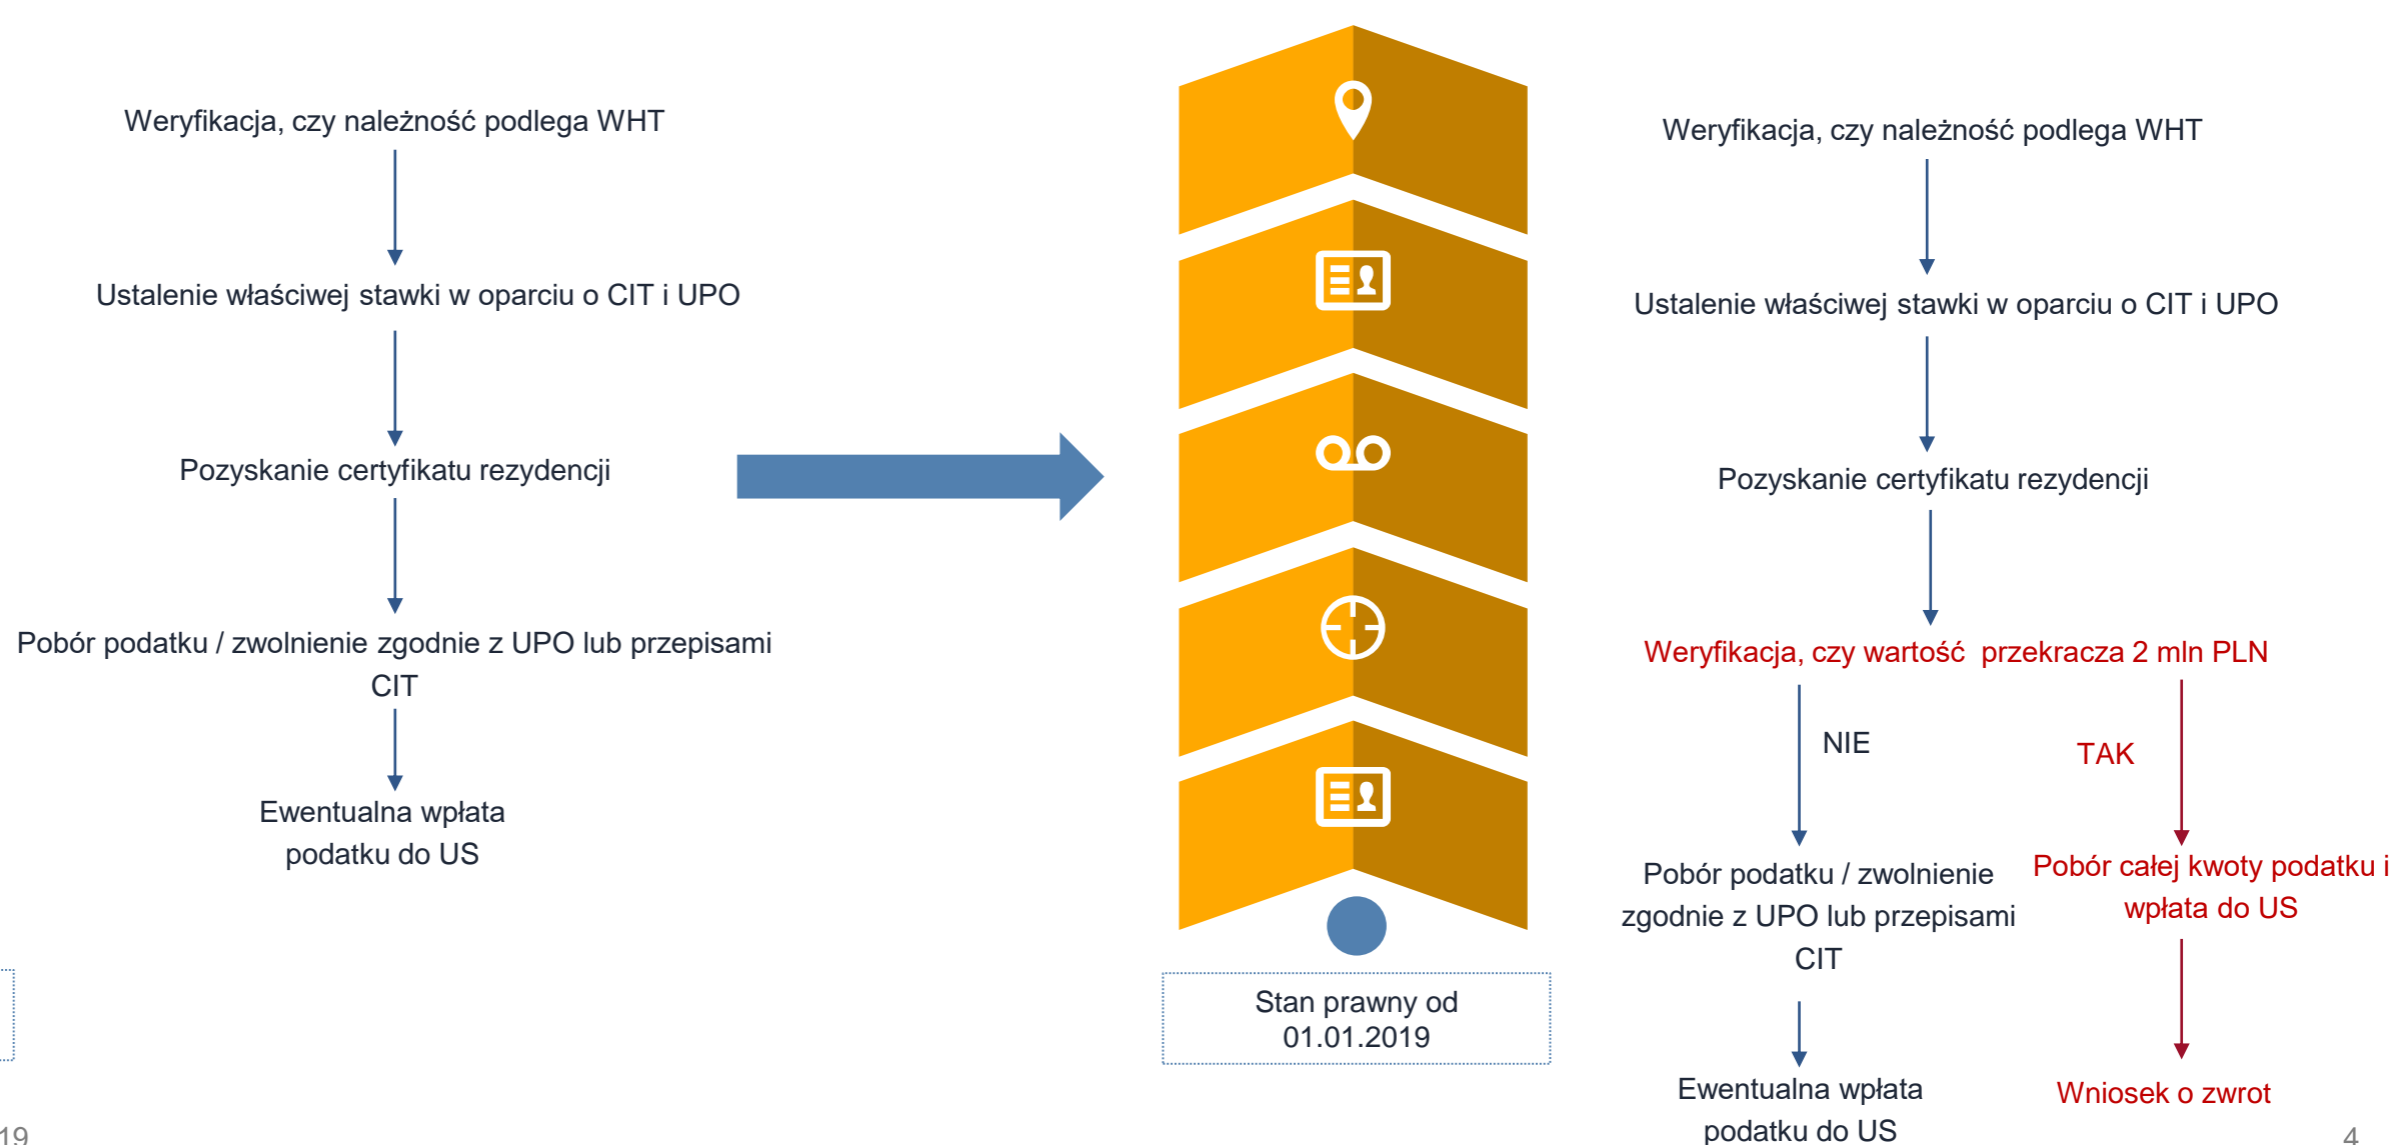 Weryfikacja, czy należność podlega WHT
Ustalenie właściwej stawki w oparciu o CIT i UPO
Pozyskanie certyfikatu rezydencji
Pobór podatku / zwolnienie zgodnie z UPO lub przepisami
CIT
Ewentualna wpłata
podatku do US
19
Stan prawny od
01.01.2019
Weryfikacja, czy należność podlega WHT
Ustalenie właściwej stawki w oparciu o CIT i UPO
Pozyskanie certyfikatu rezydencji
Weryfikacja, czy wartość przekracza 2 mln PLN
NIE
TAK
Pobór podatku / zwolnienie
zgodnie z UPO lub przepisami
CIT
Ewentualna wpłata
podatku do US
Pobór całej kwoty podatku i
wpłata do US
Wniosek o zwrot
4